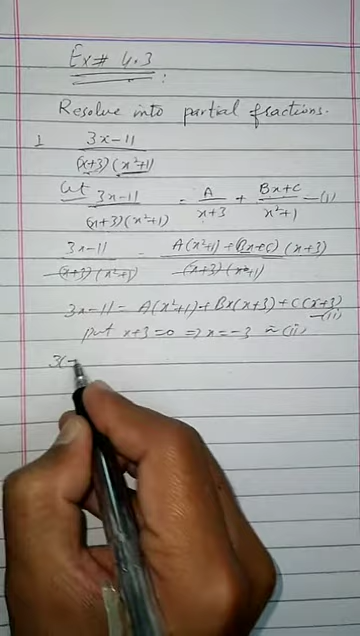 Ex# 4.3
Resolve into partial fractions.
1 3x-11
(x+3)(x²+1)
Let 3x-11 = A + Bx+C —(i)
(x+3)(x²+1) x+3 x²+1
3x-11 = A(x²+1)+(Bx+C)(x+3)
(x+3)(x²+1) (x+3)(x²+1)
3x-11 = A(x²+1)+Bx(x+3)+C(x+3)
—(ii)
put x+3=0 ⇒ x=-3 in (ii)
3(-